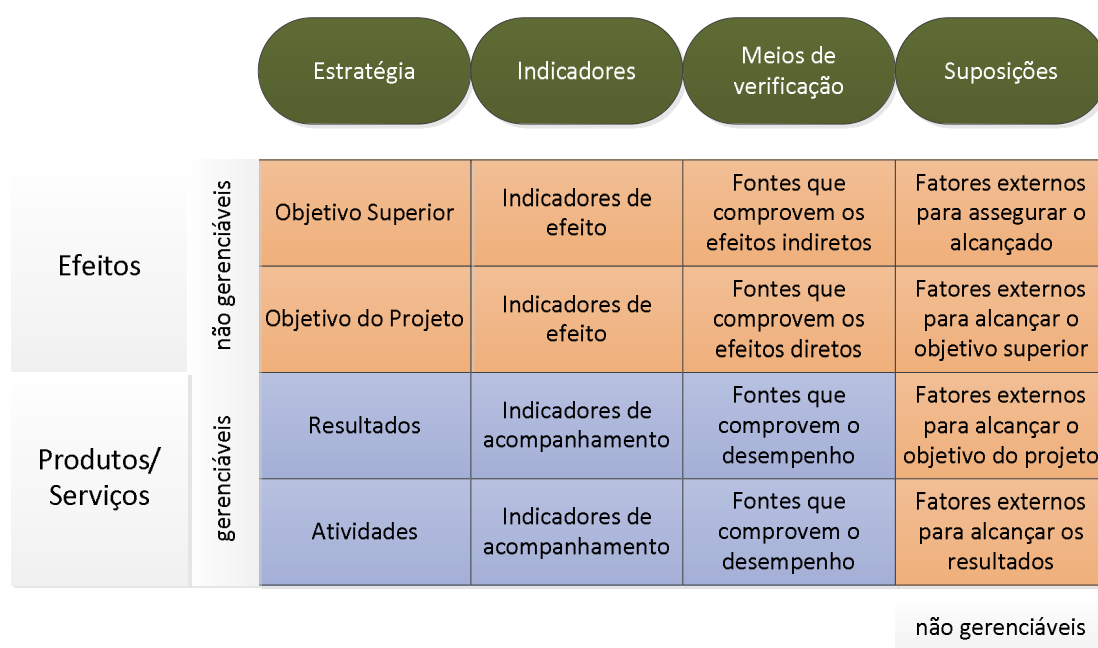 Estratégia
Indicadores
Meios de
verificação
Suposições
Efeitos
não gerenciáveis
Objetivo Superior
Indicadores de
efeito
Fontes que
comprovem os
efeitos indiretos
Fatores externos
para assegurar o
alcançado
Objetivo do Projeto
Indicadores de
efeito
Fontes que
comprovem os
efeitos diretos
Fatores externos
para alcançar o
objetivo superior
Produtos/
Serviços
gerenciáveis
Resultados
Indicadores de
acompanhamento
Fontes que
comprovem o
desempenho
Fatores externos
para alcançar o
objetivo do projeto
Atividades
Indicadores de
acompanhamento
Fontes que
comprovem o
desempenho
Fatores externos
para alcançar os
resultados
não gerenciáveis